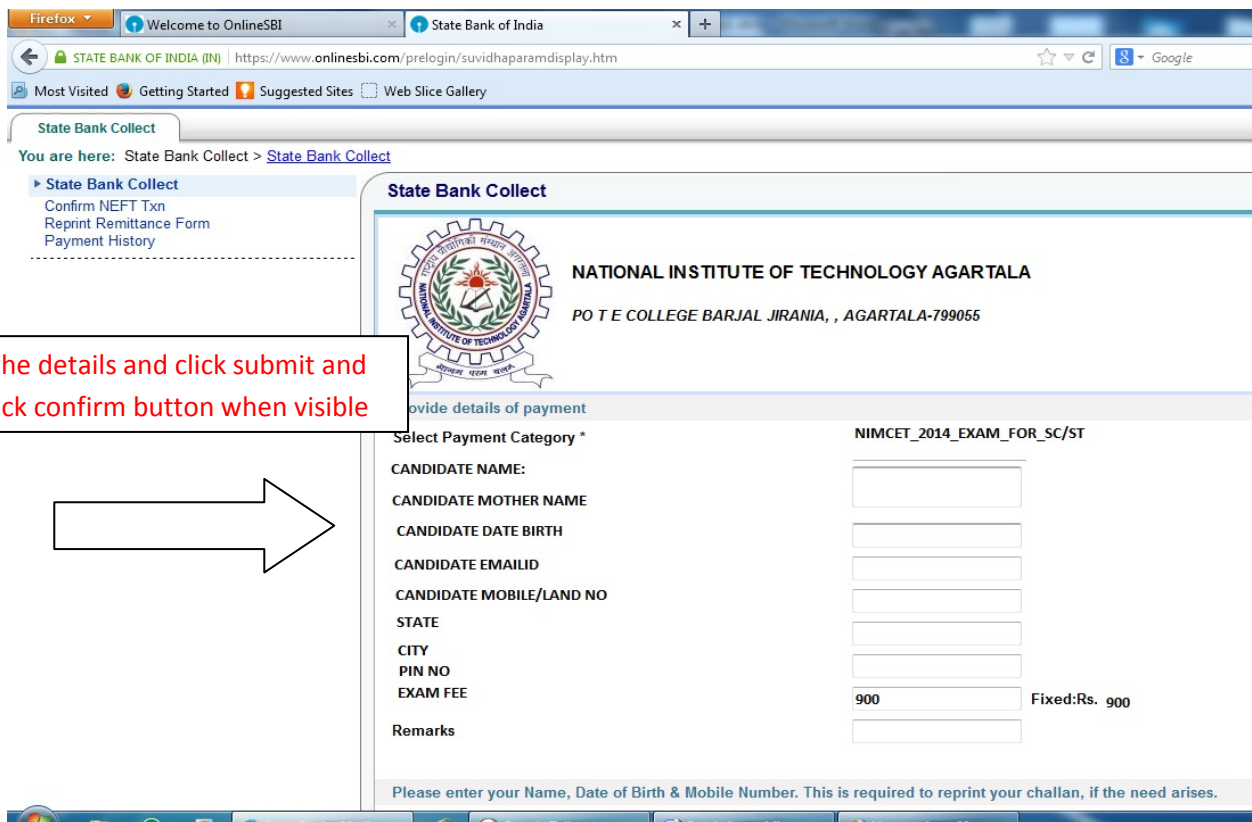 Firefox
Welcome to OnlineSBI
State Bank of India
STATE BANK OF INDIA (IN) https://www.onlinesbi.com/prelogin/suvidhaparamdisplay.htm
Google
Most Visited Getting Started Suggested Sites Web Slice Gallery
State Bank Collect
You are here: State Bank Collect > State Bank Collect
State Bank Collect
Confirm NEFT Txn
Reprint Remittance Form
Payment History
State Bank Collect
NATIONAL INSTITUTE OF TECHNOLOGY AGARTALA
PO T E COLLEGE BARJAL JIRANIA, , AGARTALA-799055
he details and click submit and
ck confirm button when visible
ovide details of payment
Select Payment Category * NIMCET_2014_EXAM_FOR_SC/ST
CANDIDATE NAME:
CANDIDATE MOTHER NAME
CANDIDATE DATE BIRTH
CANDIDATE EMAILID
CANDIDATE MOBILE/LAND NO
STATE
CITY
PIN NO
EXAM FEE 900 Fixed:Rs. 900
Remarks
Please enter your Name, Date of Birth & Mobile Number. This is required to reprint your challan, if the need arises.